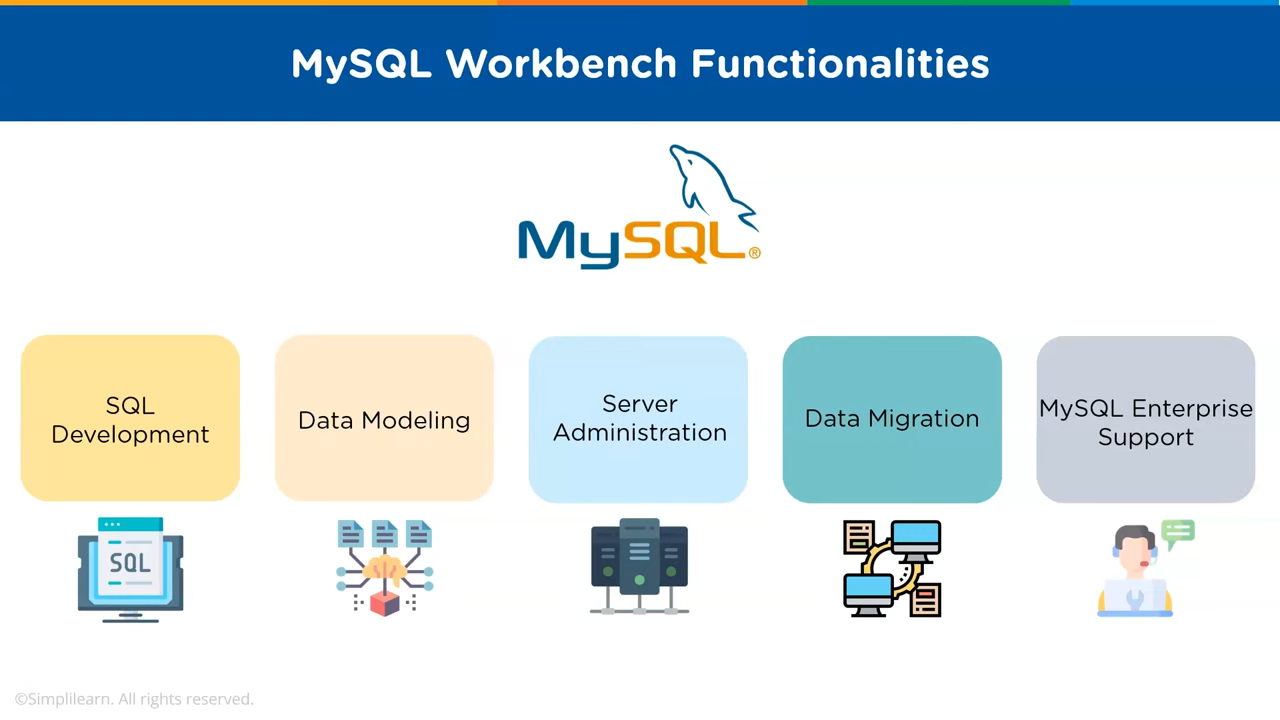 MySQL Workbench Functionalities
MySQL®
SQL
Development
Data Modeling
Server
Administration
Data Migration
MySQL Enterprise
Support
SQL
©Simplilearn. All rights reserved.